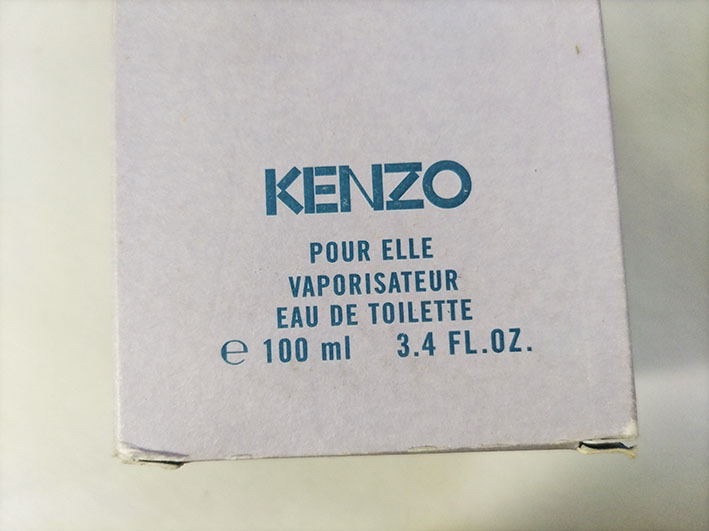 KENZO
POUR ELLE
VAPORISATEUR
EAU DE TOILETTE
℮ 100 ml 3.4 FL.OZ.